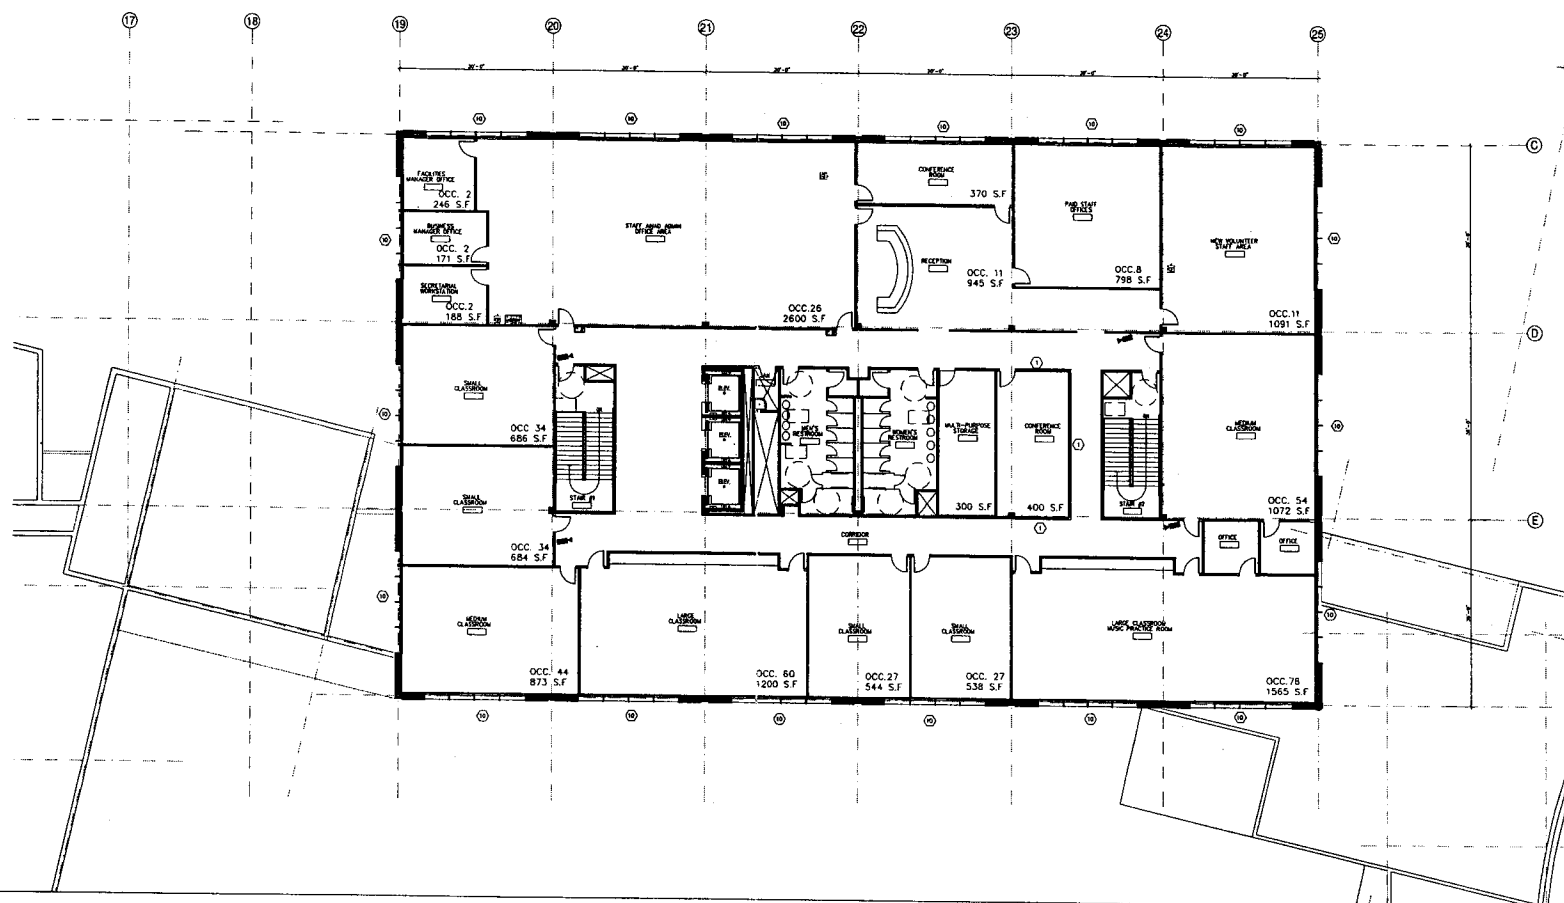 17
18
19
20
21
22
23
24
25
C
FACILITIES
MANAGER OFFICE
OCC. 2
246 S.F
CONFERENCE
ROOM
370 S.F
PAID STAFF
OFFICES
OCC.8
798 S.F
BUSINESS
MANAGER OFFICE
OCC. 2
171 S.F
OFFICE AREA
OCC.26
2600 S.F
RECEPTION
OCC. 11
945 S.F
NEW VOLUNTEER
STAFF AREA
OCC.11
1091 S.F
SECRETARIAL
WORKSTATION
OCC.2
188 S.F
D
SMALL
CLASSROOM
OCC 34
686 S.F
ELEV.
ELEV.
ELEV.
MEN'S
RESTROOM
WOMEN'S
RESTROOM
MULTI-PURPOSE
STORAGE
300 S.F
CONFERENCE
ROOM
400 S.F
MEDIUM
CLASSROOM
OCC. 54
1072 S.F
SMALL
CLASSROOM
OCC. 34
684 S.F
STAIR #1
STAIR #2
E
CORRIDOR
OFFICE
OFFICE
MEDIUM
CLASSROOM
OCC. 44
873 S.F
LARGE
CLASSROOM
OCC. 60
1200 S.F
SMALL
CLASSROOM
OCC.27
544 S.F
SMALL
CLASSROOM
OCC. 27
538 S.F
LARGE CLASSROOM
MUSIC PRACTICE ROOM
OCC.78
1565 S.F